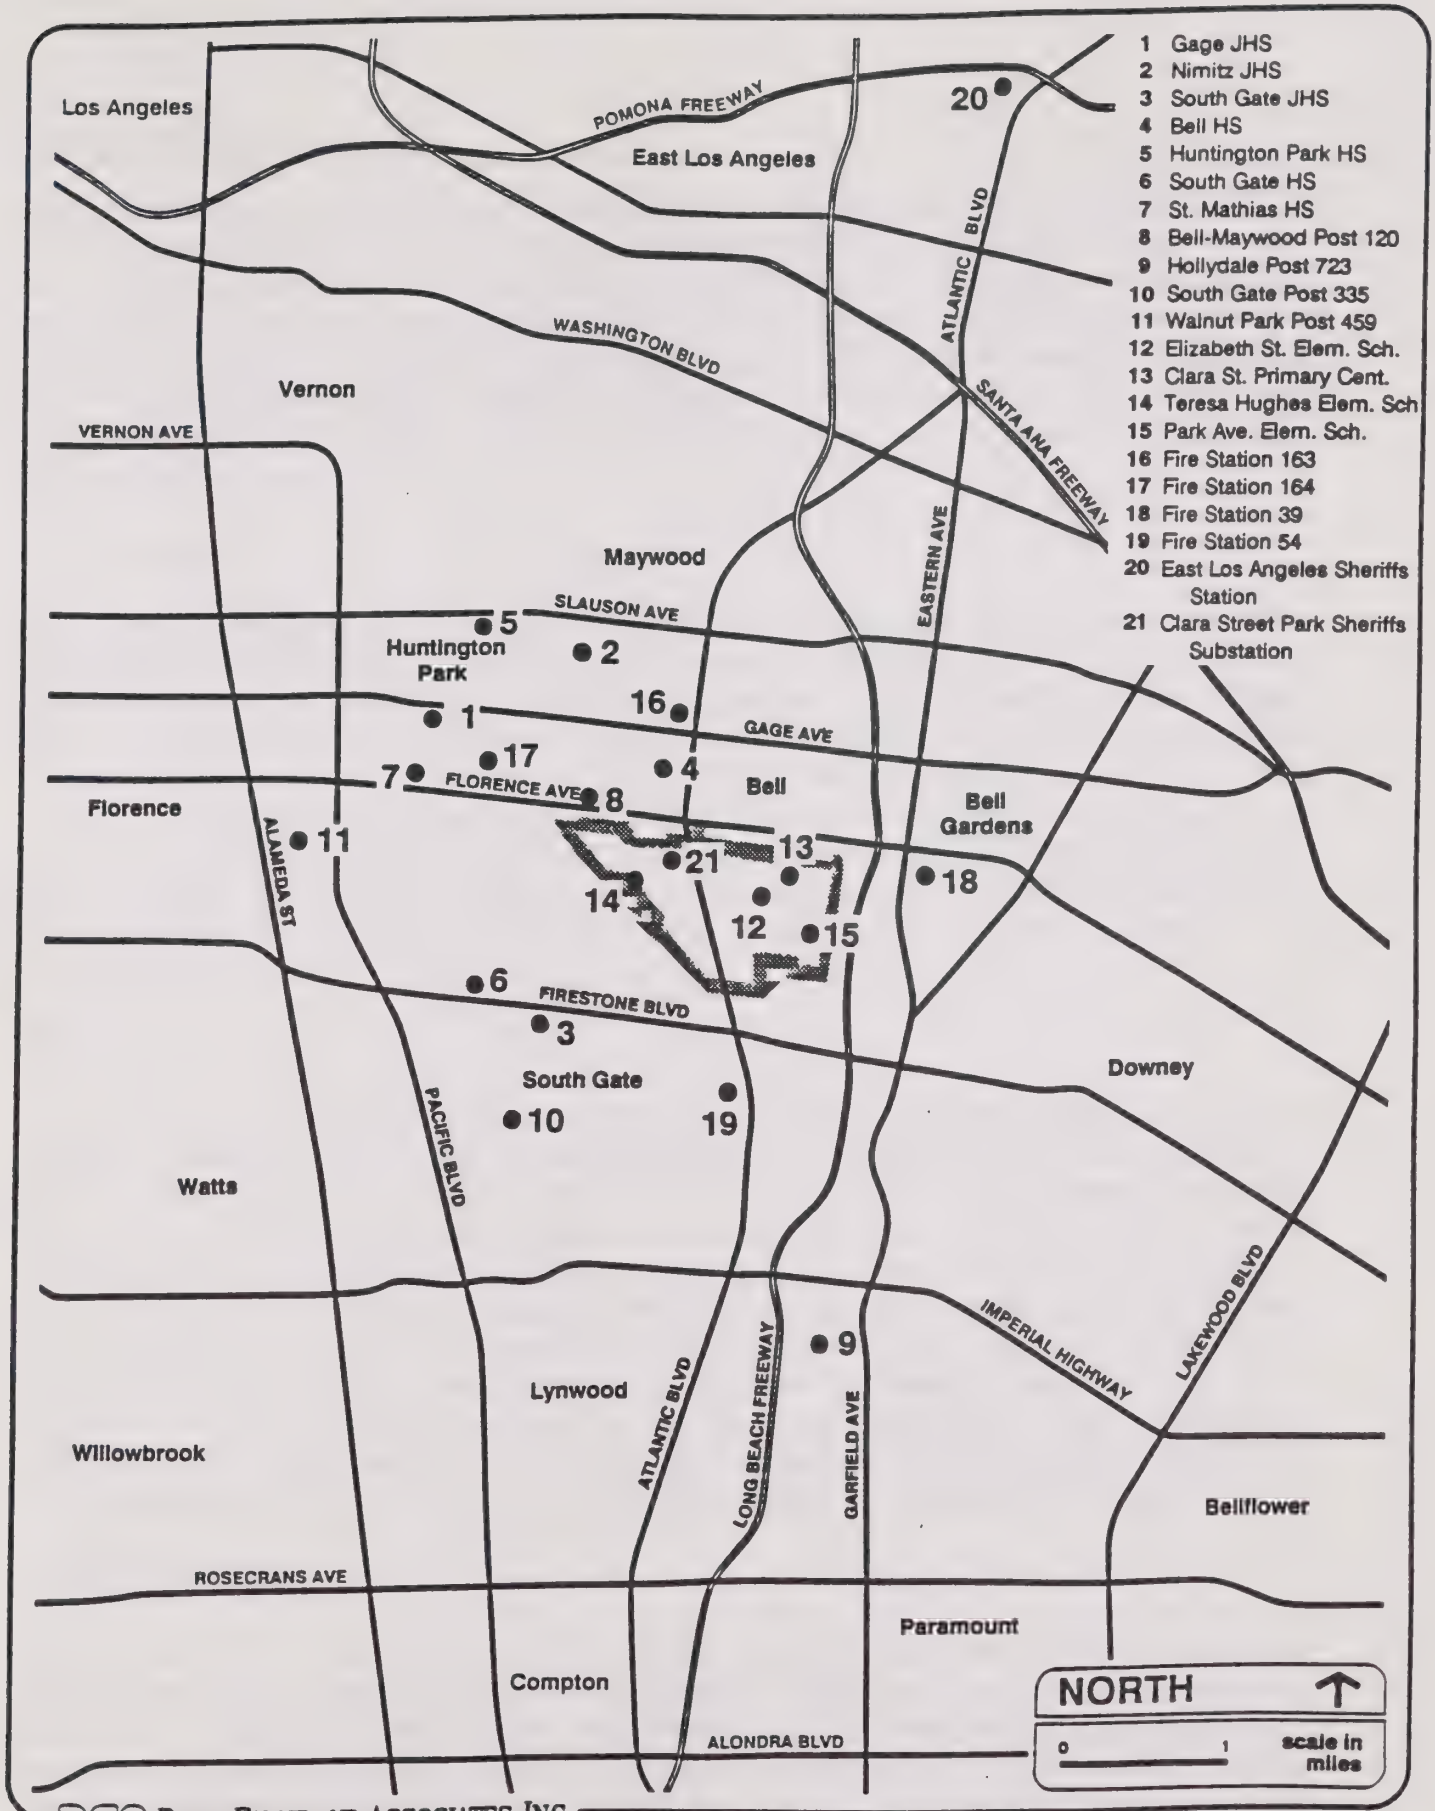 1 Gage JHS
2 Nimitz JHS
3 South Gate JHS
4 Bell HS
5 Huntington Park HS
6 South Gate HS
7 St. Mathias HS
8 Bell-Maywood Post 120
9 Hollydale Post 723
10 South Gate Post 335
11 Walnut Park Post 459
12 Elizabeth St. Elem. Sch.
13 Clara St. Primary Cent.
14 Teresa Hughes Elem. Sch
15 Park Ave. Elem. Sch.
16 Fire Station 163
17 Fire Station 164
18 Fire Station 39
19 Fire Station 54
20 East Los Angeles Sheriffs
Station
21 Clara Street Park Sheriffs
Substation
Los Angeles
POMONA FREEWAY
20
East Los Angeles
ATLANTIC BLVD
WASHINGTON BLVD
Vernon
SANTA ANA FREEWAY
VERNON AVE
EASTERN AVE
Maywood
SLAUSON AVE
5
Huntington
Park
2
16
1
GAGE AVE
17
7
4
FLORENCE AVE
8
Bell
Bell
Gardens
Florence
11
ALAMEDA ST
13
21
18
14
12
15
6
FIRESTONE BLVD
3
South Gate
Downey
10
19
PACIFIC BLVD
Watts
LAKEWOOD BLVD
IMPERIAL HIGHWAY
9
Lynwood
ATLANTIC BLVD
LONG BEACH FREEWAY
GARFIELD AVE
Willowbrook
Bellflower
ROSECRANS AVE
Paramount
Compton
NORTH
ALONDRA BLVD
0 1 scale in
miles
ASSOCIATES INC